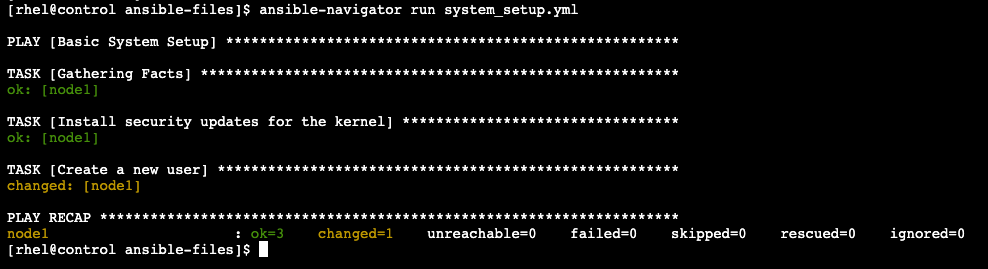 [rhel@control ansible-files]$ ansible-navigator run system_setup.yml
PLAY [Basic System Setup] ******************************************************
TASK [Gathering Facts] *********************************************************
ok: [node1]
TASK [Install security updates for the kernel] *********************************
ok: [node1]
TASK [Create a new user] *******************************************************
changed: [node1]
PLAY RECAP *********************************************************************
node1                      : ok=3    changed=1    unreachable=0    failed=0    skipped=0    rescued=0    ignored=0
[rhel@control ansible-files]$